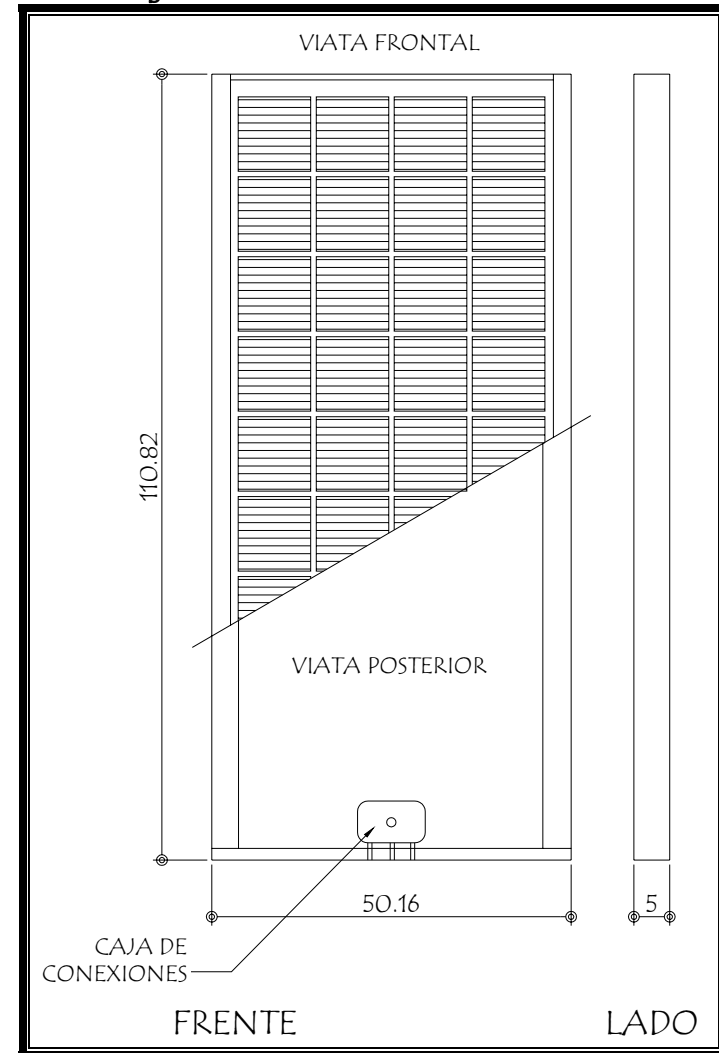 VIATA FRONTAL
110.82
VIATA POSTERIOR
50.16
5
CAJA DE
CONEXIONES
FRENTE
LADO